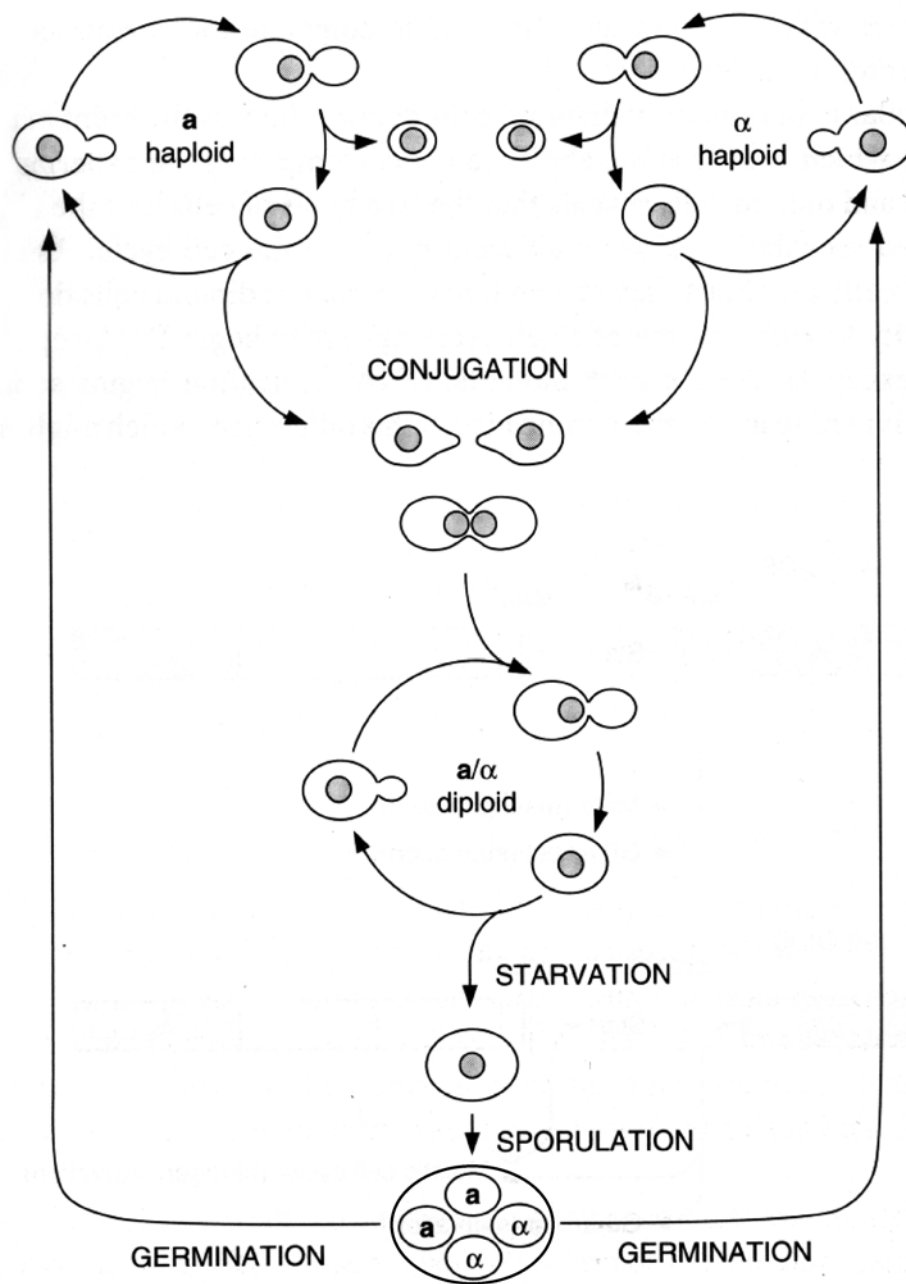 a
haploid
α
haploid
CONJUGATION
a/α
diploid
STARVATION
SPORULATION
a
a
α
α
GERMINATION
GERMINATION